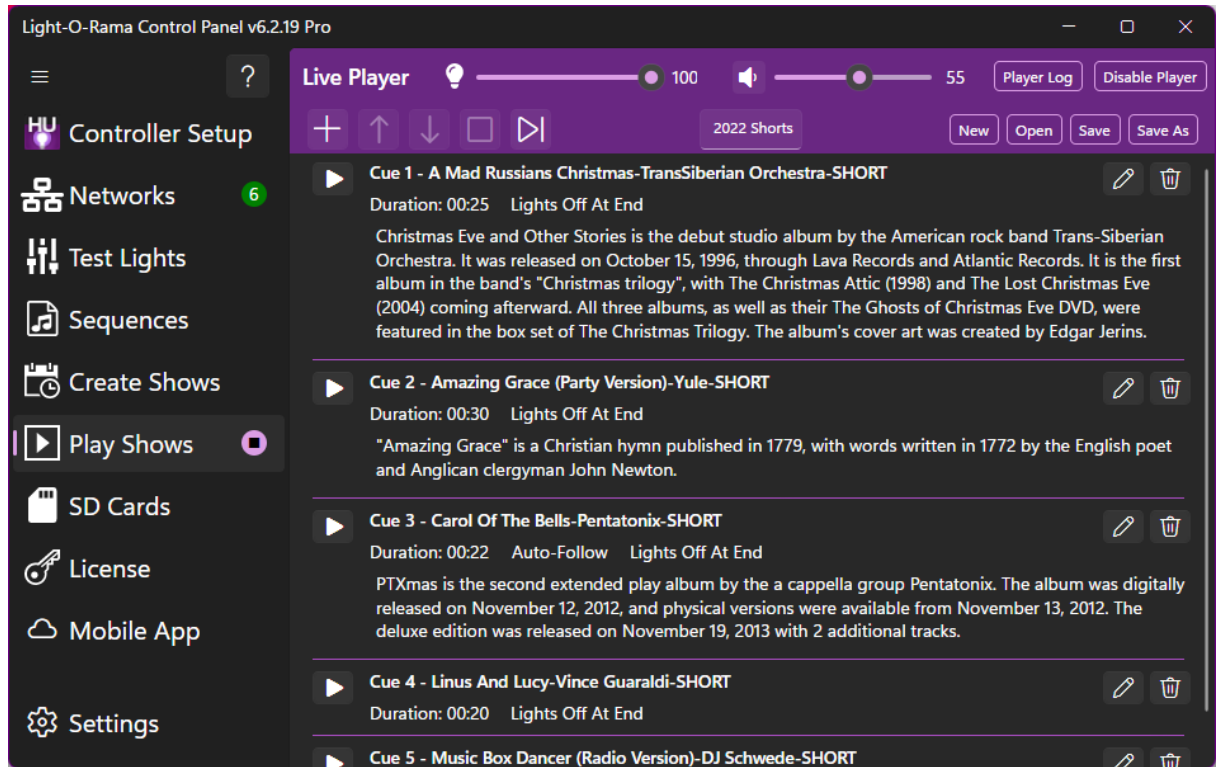 Light-O-Rama Control Panel v6.2.19 Pro
?
HU Controller Setup
Networks 6
Test Lights
Sequences
Create Shows
Play Shows
SD Cards
License
Mobile App
Settings
Live Player 100 55 Player Log Disable Player
2022 Shorts New Open Save Save As
Cue 1 - A Mad Russians Christmas-TransSiberian Orchestra-SHORT
Duration: 00:25 Lights Off At End
Christmas Eve and Other Stories is the debut studio album by the American rock band Trans-Siberian
Orchestra. It was released on October 15, 1996, through Lava Records and Atlantic Records. It is the first
album in the band's "Christmas trilogy", with The Christmas Attic (1998) and The Lost Christmas Eve
(2004) coming afterward. All three albums, as well as their The Ghosts of Christmas Eve DVD, were
featured in the box set of The Christmas Trilogy. The album's cover art was created by Edgar Jerins.
Cue 2 - Amazing Grace (Party Version)-Yule-SHORT
Duration: 00:30 Lights Off At End
"Amazing Grace" is a Christian hymn published in 1779, with words written in 1772 by the English poet
and Anglican clergyman John Newton.
Cue 3 - Carol Of The Bells-Pentatonix-SHORT
Duration: 00:22 Auto-Follow Lights Off At End
PTXmas is the second extended play album by the a cappella group Pentatonix. The album was digitally
released on November 12, 2012, and physical versions were available from November 13, 2012. The
deluxe edition was released on November 19, 2013 with 2 additional tracks.
Cue 4 - Linus And Lucy-Vince Guaraldi-SHORT
Duration: 00:20 Lights Off At End
Cue 5 - Music Box Dancer (Radio Version)-DJ Schwede-SHORT